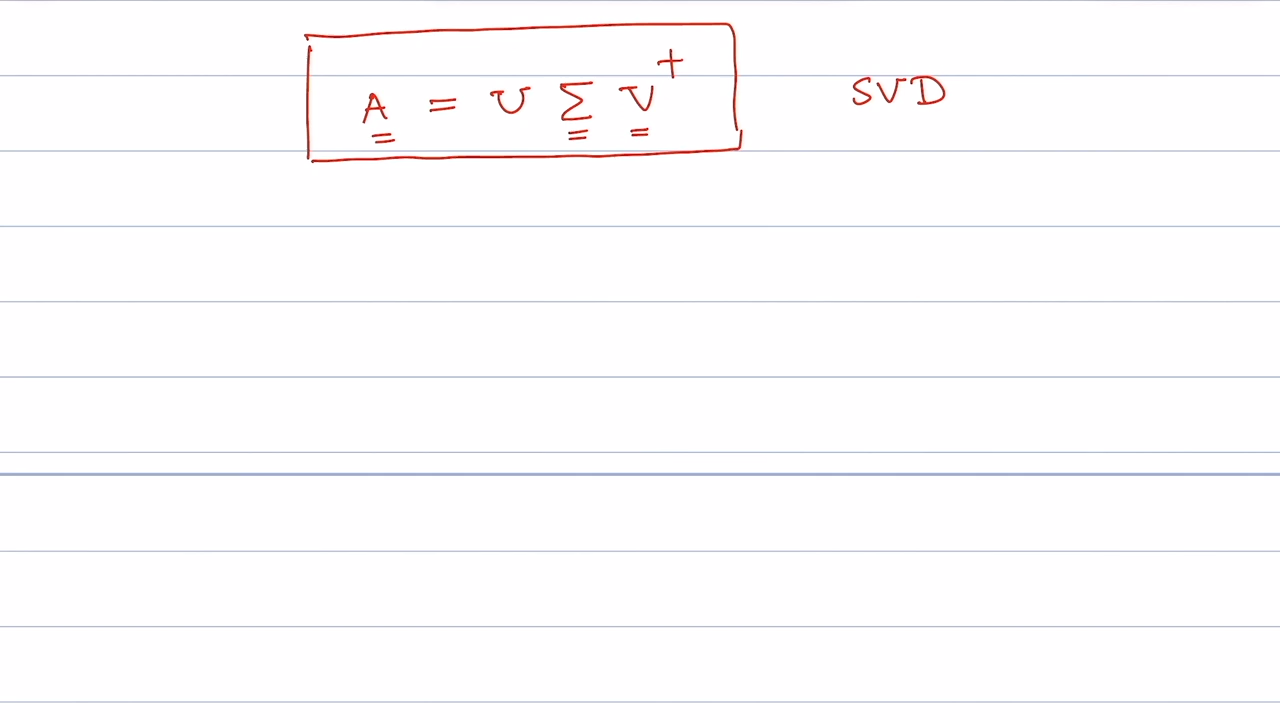 A = U Σ V† SVD